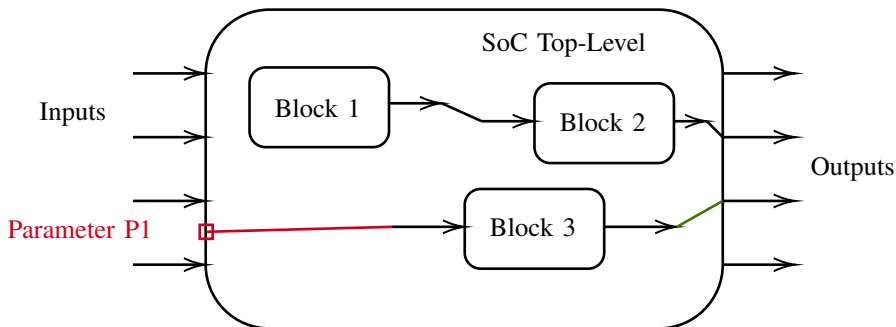 SoC Top-Level
Inputs
Block 1
Block 2
Outputs
Parameter P1
Block 3